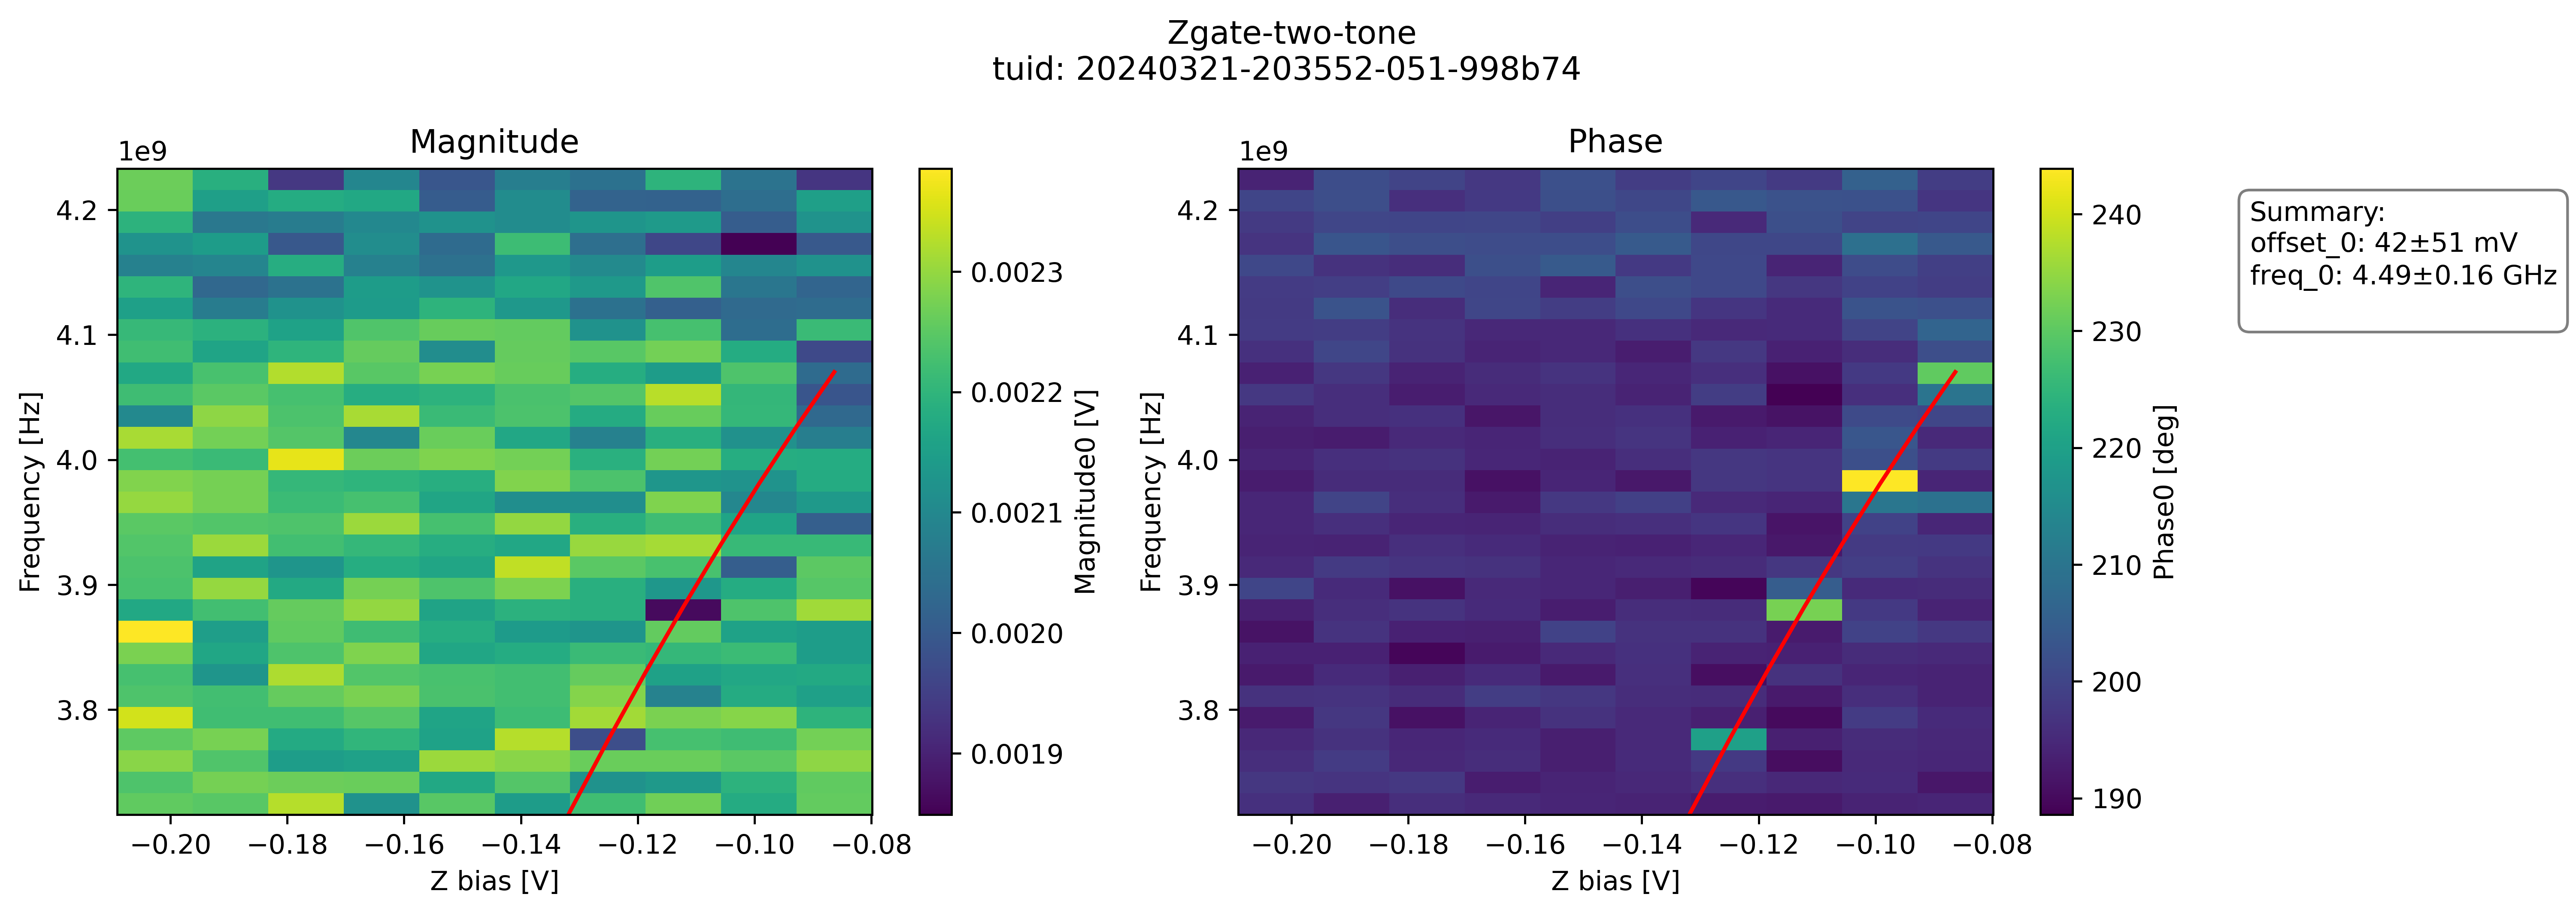 Zgate-two-tone
tuid: 20240321-203552-051-998b74
Magnitude
1e9
4.2
4.1
4.0
3.9
3.8
Frequency [Hz]
−0.20 −0.18 −0.16 −0.14 −0.12 −0.10 −0.08
Z bias [V]
0.0023
0.0022
0.0021
0.0020
0.0019
Magnitude0 [V]
Phase
1e9
4.2
4.1
4.0
3.9
3.8
Frequency [Hz]
−0.20 −0.18 −0.16 −0.14 −0.12 −0.10 −0.08
Z bias [V]
240
230
220
210
200
190
Phase0 [deg]
Summary:
offset_0: 42±51 mV
freq_0: 4.49±0.16 GHz